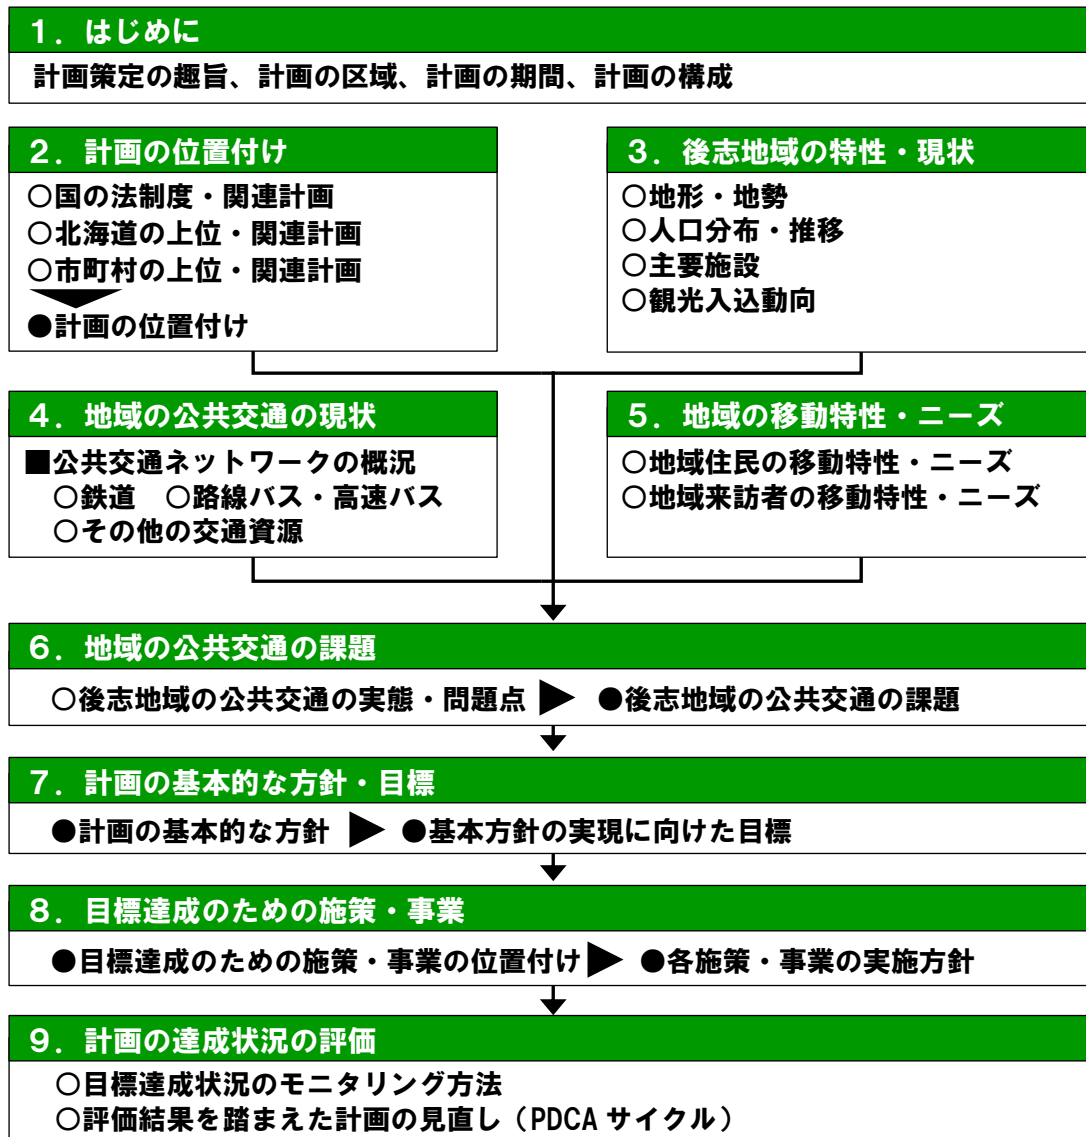 １．はじめに
計画策定の趣旨、計画の区域、計画の期間、計画の構成
２．計画の位置付け
○国の法制度・関連計画
○北海道の上位・関連計画
○市町村の上位・関連計画
●計画の位置付け
３．後志地域の特性・現状
○地形・地勢
○人口分布・推移
○主要施設
○観光入込動向
４．地域の公共交通の現状
■公共交通ネットワークの概況
○鉄道　○路線バス・高速バス
○その他の交通資源
５．地域の移動特性・ニーズ
○地域住民の移動特性・ニーズ
○地域来訪者の移動特性・ニーズ
６．地域の公共交通の課題
○後志地域の公共交通の実態・問題点 ▶ ●後志地域の公共交通の課題
７．計画の基本的な方針・目標
●計画の基本的な方針 ▶ ●基本方針の実現に向けた目標
８．目標達成のための施策・事業
●目標達成のための施策・事業の位置付け ▶ ●各施策・事業の実施方針
９．計画の達成状況の評価
○目標達成状況のモニタリング方法
○評価結果を踏まえた計画の見直し（PDCA サイクル）